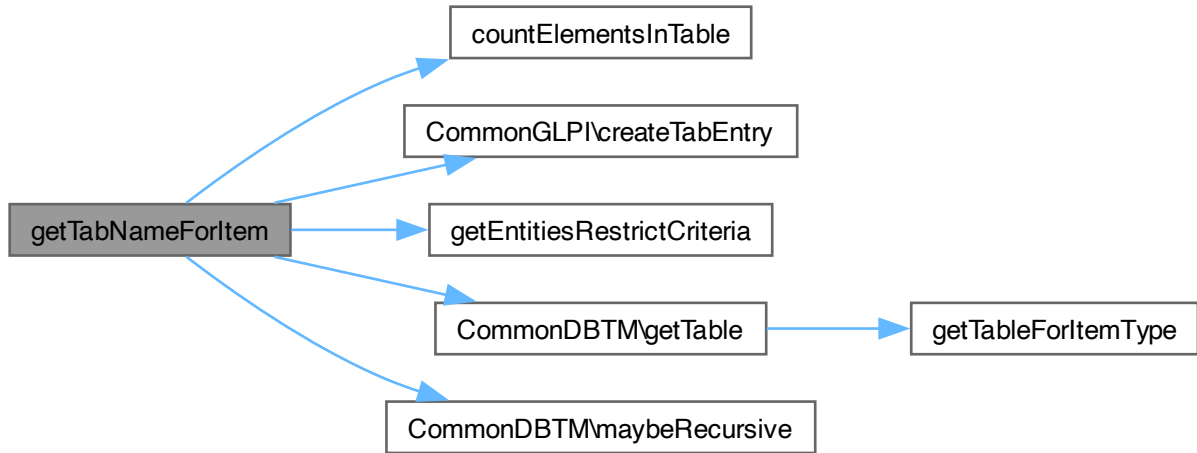 countElementsInTable
CommonGLPI\createTabEntry
getTabNameForItem
getEntitiesRestrictCriteria
CommonDBTM\getTable
getTableForItemType
CommonDBTM\maybeRecursive